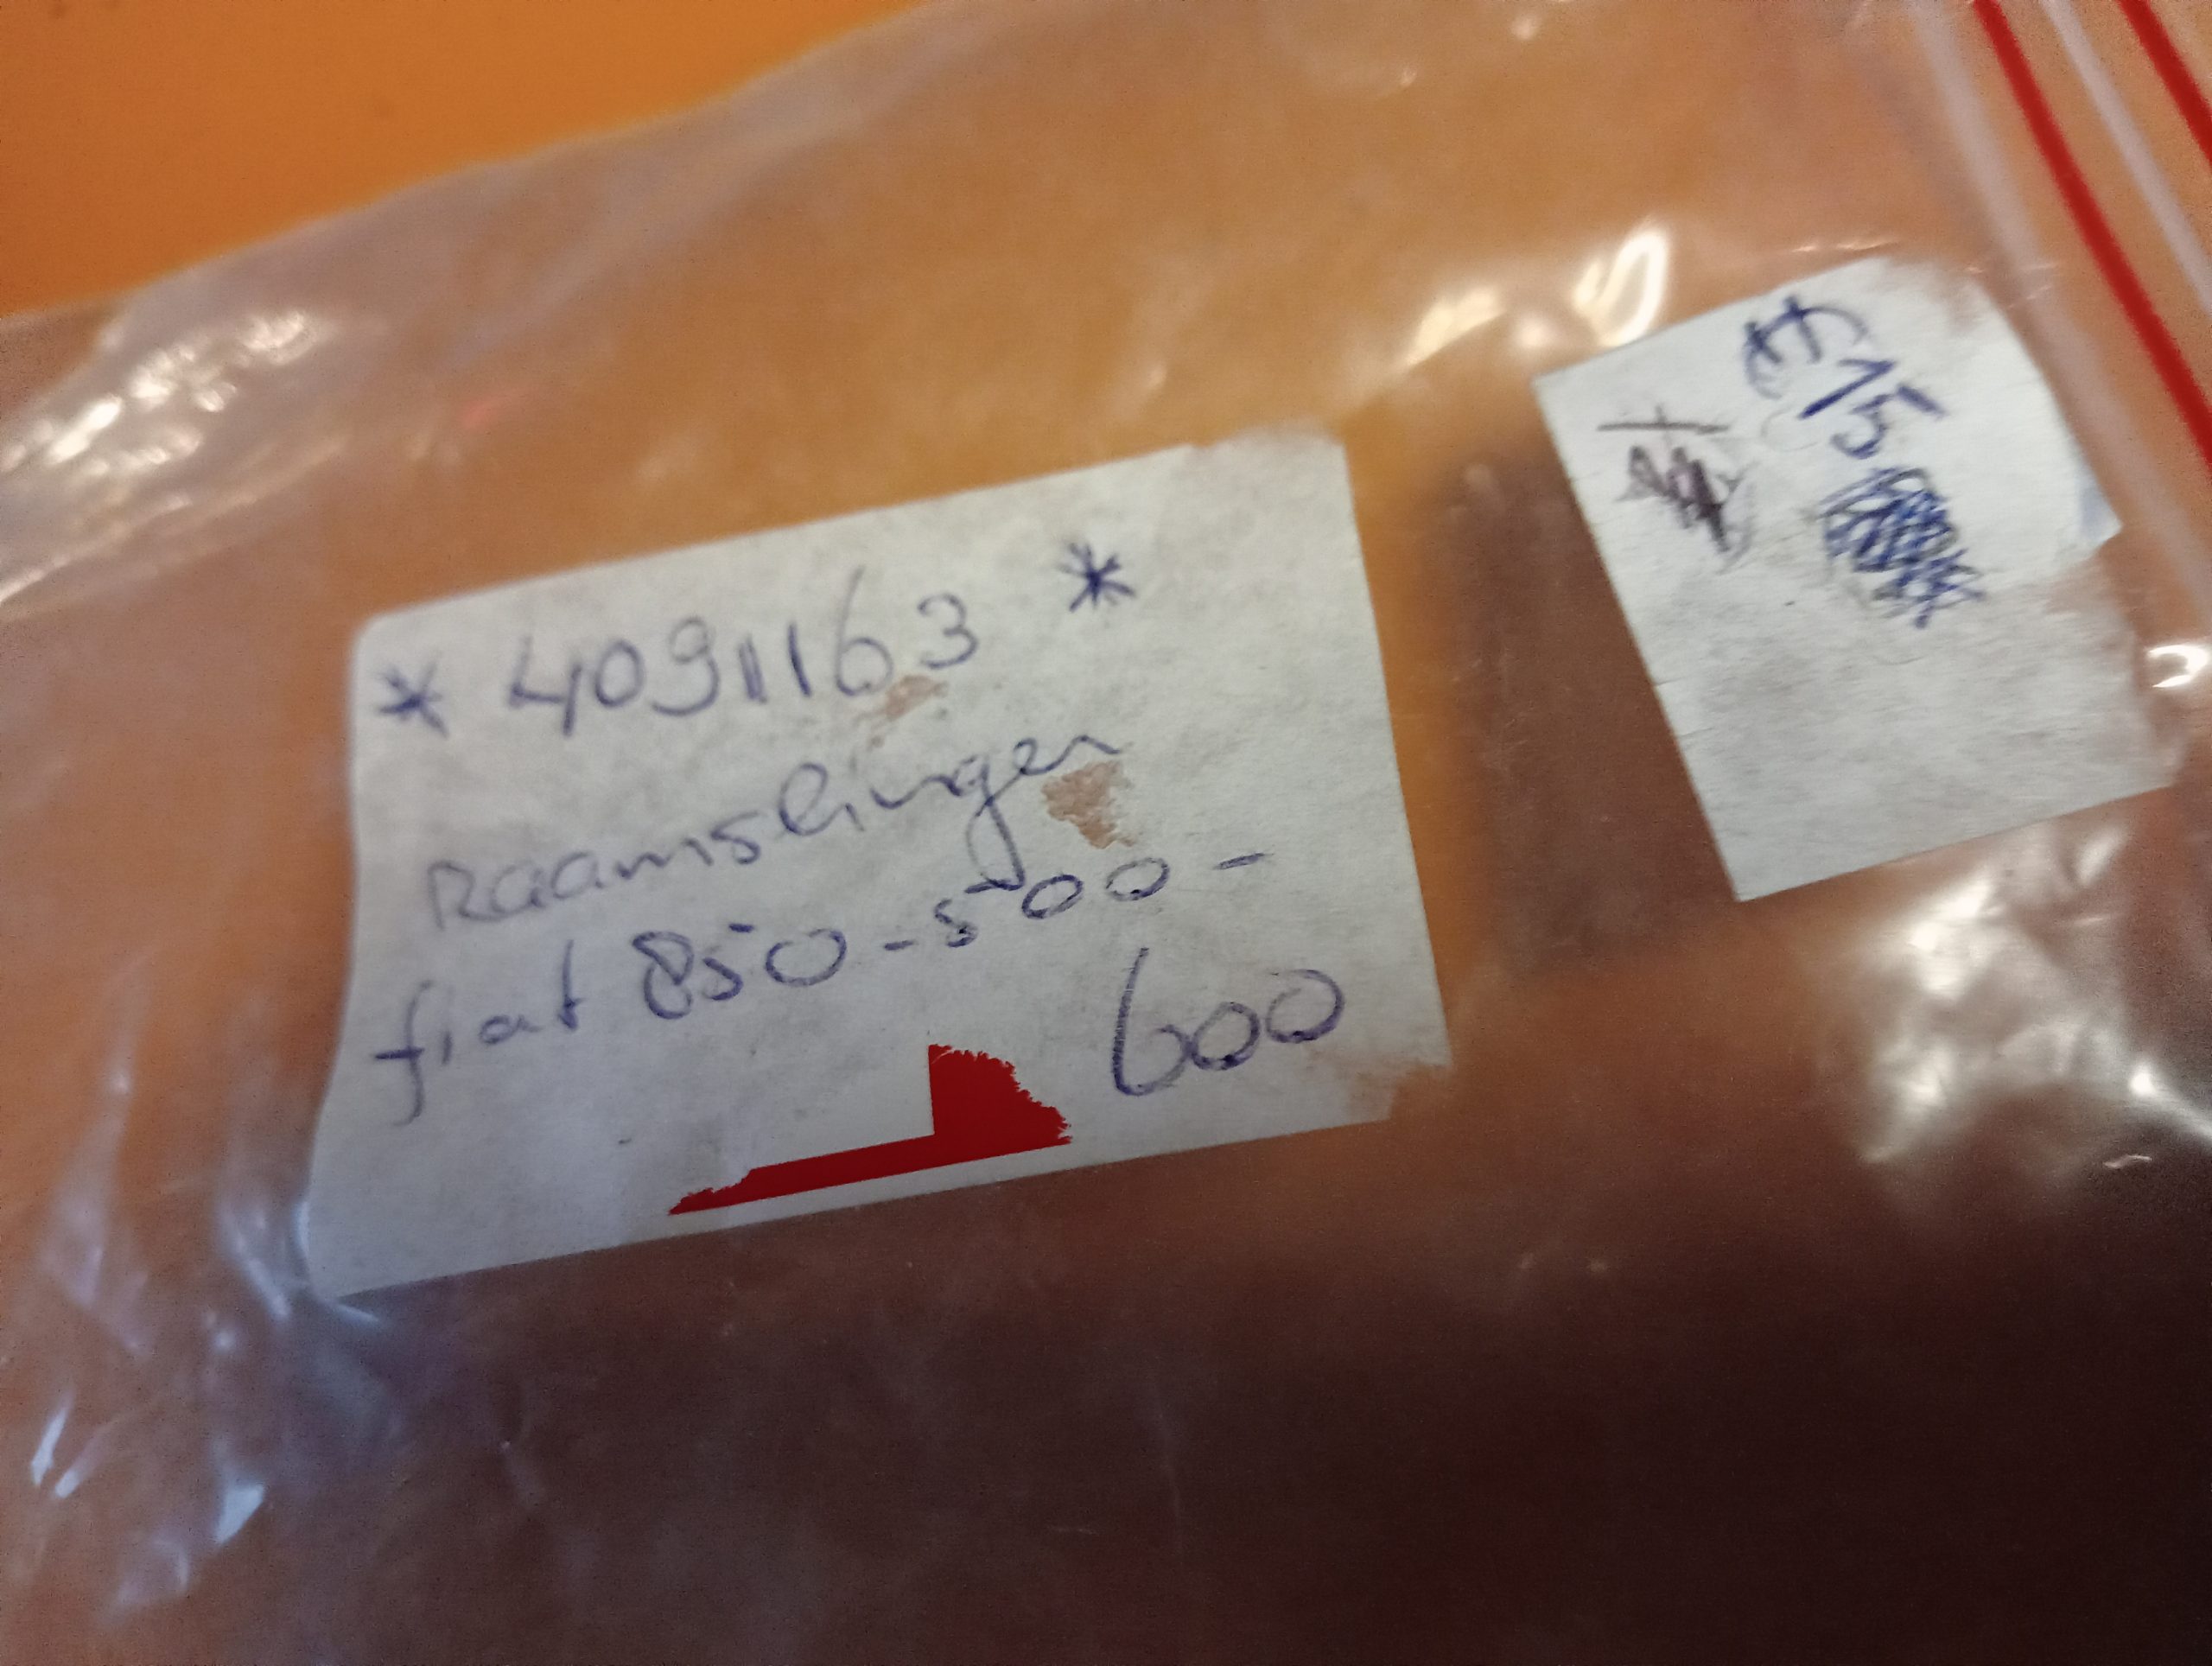 * 4091163 *
Raamslinger
fiat 850-500-
600
€15